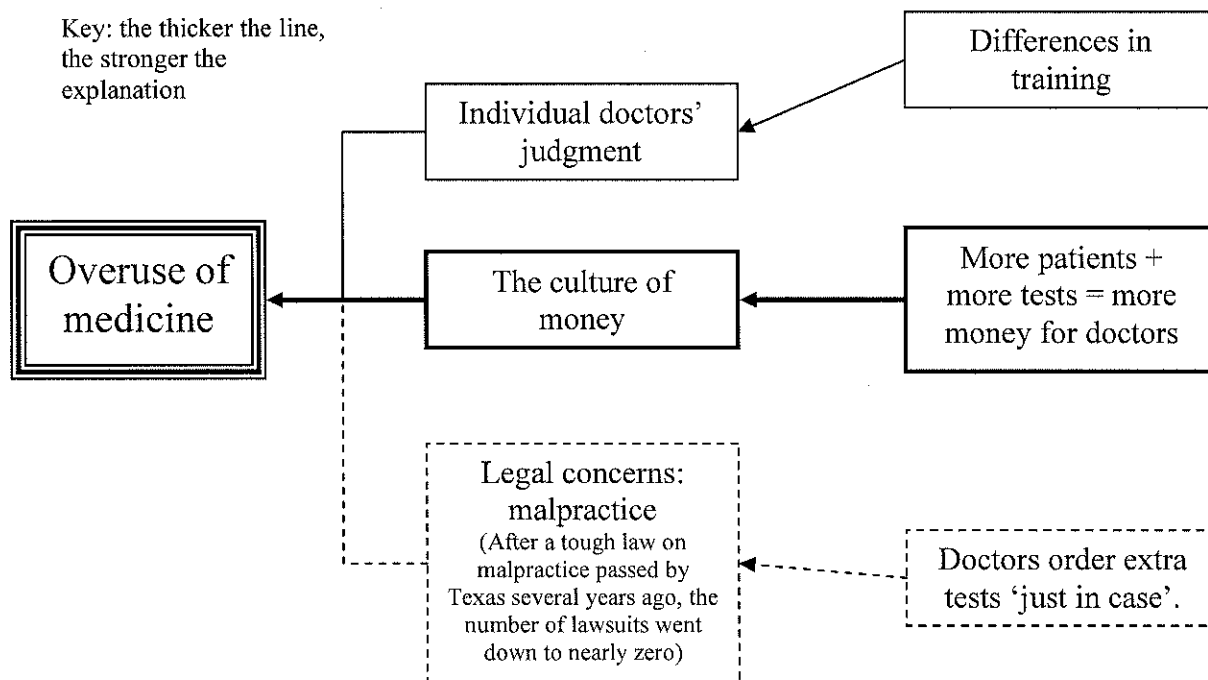 Key: the thicker the line,
the stronger the
explanation
Differences in
training
Individual doctors’
judgment
Overuse of
medicine
The culture of
money
More patients +
more tests = more
money for doctors
Legal concerns:
malpractice
(After a tough law on
malpractice passed by
Texas several years ago, the
number of lawsuits went
down to nearly zero)
Doctors order extra
tests ‘just in case’.